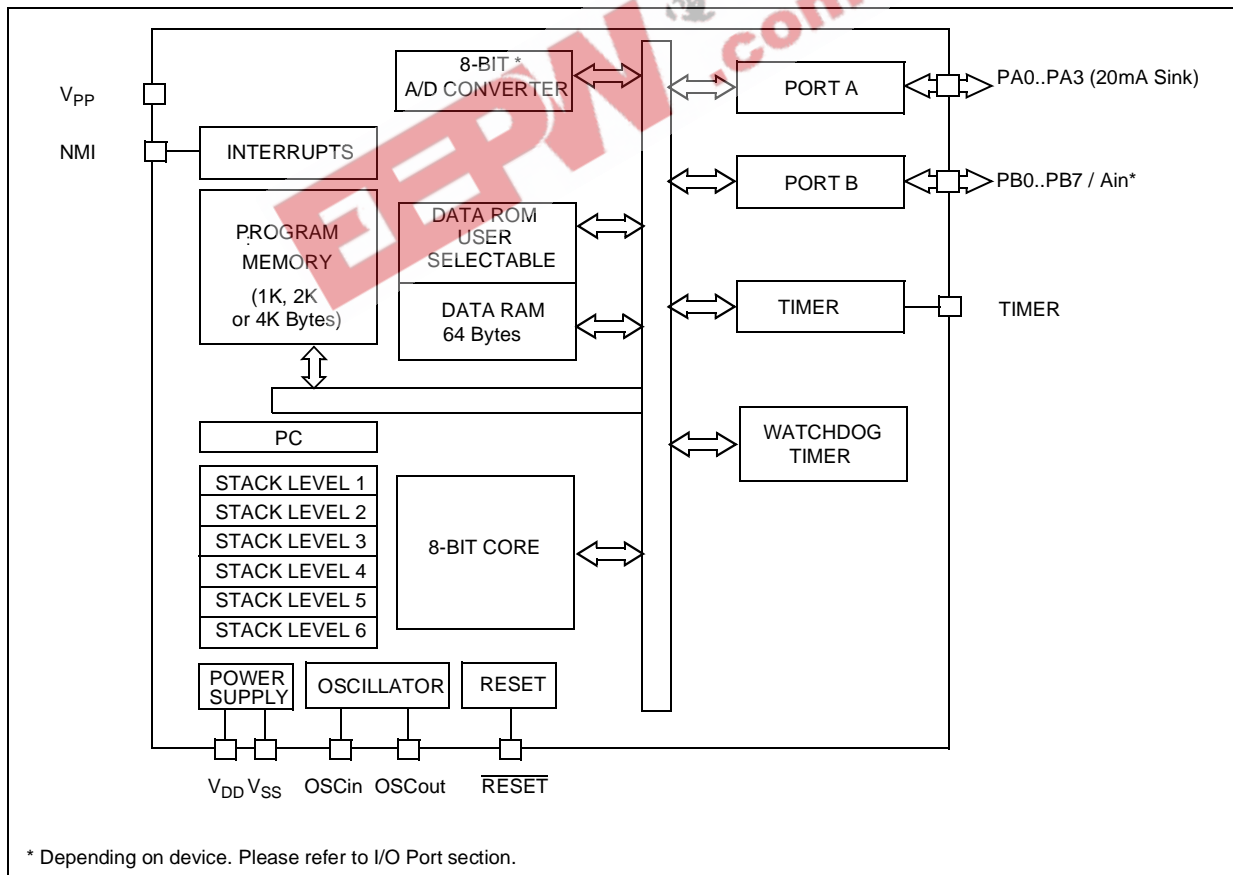 8-BIT *
A/D CONVERTER
PORT A
PA0..PA3 (20mA Sink)
VPP
NMI
INTERRUPTS
PORT B
PB0..PB7 / Ain*
PROGRAM
MEMORY
(1K, 2K
or 4K Bytes)
DATA ROM
USER
SELECTABLE
DATA RAM
64 Bytes
TIMER
TIMER
PC
WATCHDOG
TIMER
STACK LEVEL 1
STACK LEVEL 2
STACK LEVEL 3
STACK LEVEL 4
STACK LEVEL 5
STACK LEVEL 6
8-BIT CORE
POWER
SUPPLY
OSCILLATOR
RESET
VDD VSS OSCin OSCout RESET
* Depending on device. Please refer to I/O Port section.
EEPW
.com